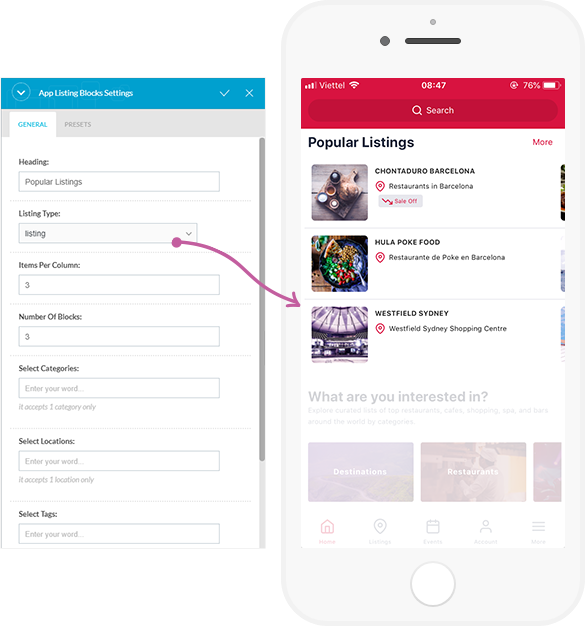 App Listing Blocks Settings
GENERAL
PRESETS
Heading:
Popular Listings
Listing Type:
listing
Items Per Column:
3
Number Of Blocks:
3
Select Categories:
Enter your word...
It accepts 1 category only
Select Locations:
Enter your word...
It accepts 1 location only
Select Tags:
Enter your word...
Viettel
08:47
76%
Search
Popular Listings
More
CHONTADURO BARCELONA
Restaurants in Barcelona
Sale Off
HULA POKE FOOD
Restaurante de Poke en Barcelona
WESTFIELD SYDNEY
Westfield Sydney Shopping Centre
What are you interested in?
Explore curated lists of top restaurants, cafes, shopping, spa, and bars
around the world by categories.
Destinations
Restaurants
Home
Listings
Events
Account
More